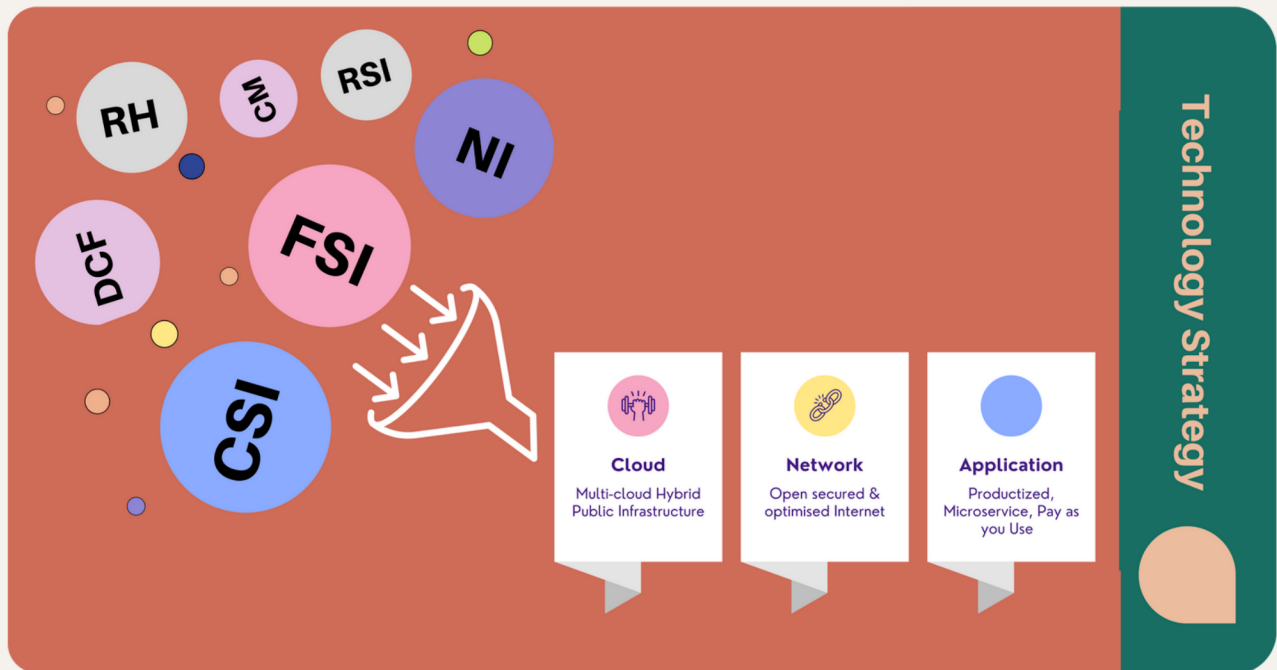 RH
CM
RSI
NI
FSI
DCF
CSI
Cloud
Multi-cloud Hybrid
Public Infrastructure
Network
Open secured &
optimised Internet
Application
Productized,
Microservice, Pay as
you Use
Technology Strategy